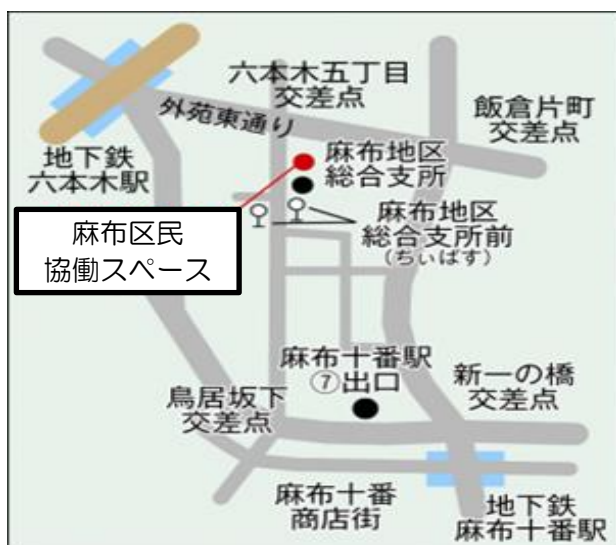 六本木五丁目
交差点
外苑東通り
飯倉片町
交差点
地下鉄
六本木駅
麻布地区
総合支所
麻布区民
協働スペース
麻布地区
総合支所前
(ちぃばす)
麻布十番駅
⑦出口
新一の橋
交差点
鳥居坂下
交差点
麻布十番
商店街
地下鉄
麻布十番駅